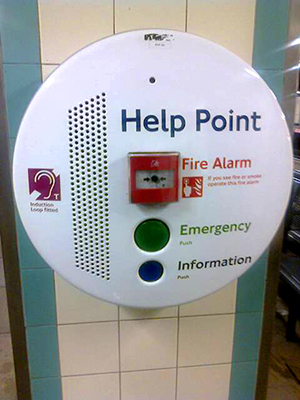 Help Point
Fire Alarm
If you see fire or smoke
operate this fire alarm
T
Induction
Loop fitted
Emergency
Push
Information
Push